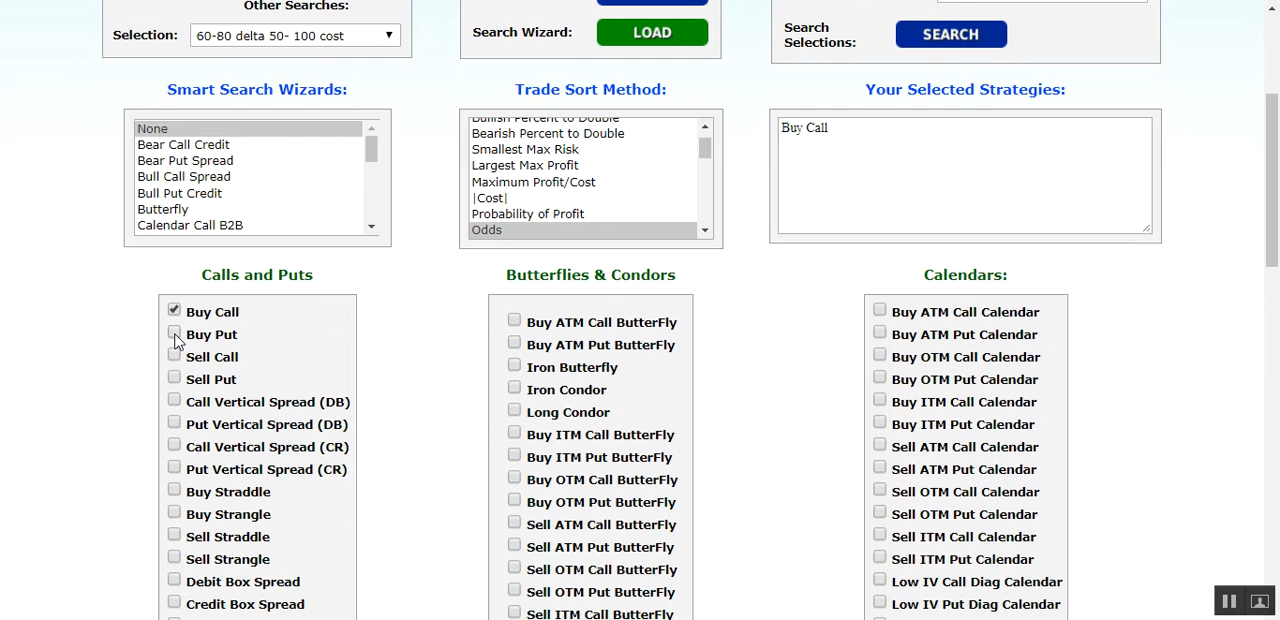 Other Searches:
Selection: 60-80 delta 50- 100 cost
Search Wizard: LOAD
Search Selections: SEARCH
Smart Search Wizards:
None
Bear Call Credit
Bear Put Spread
Bull Call Spread
Bull Put Credit
Butterfly
Calendar Call B2B
Trade Sort Method:
Bullish Percent to Double
Bearish Percent to Double
Smallest Max Risk
Largest Max Profit
Maximum Profit/Cost
|Cost|
Probability of Profit
Odds
Your Selected Strategies:
Buy Call
Calls and Puts
Buy Call
Buy Put
Sell Call
Sell Put
Call Vertical Spread (DB)
Put Vertical Spread (DB)
Call Vertical Spread (CR)
Put Vertical Spread (CR)
Buy Straddle
Buy Strangle
Sell Straddle
Sell Strangle
Debit Box Spread
Credit Box Spread
Butterflies & Condors
Buy ATM Call ButterFly
Buy ATM Put ButterFly
Iron Butterfly
Iron Condor
Long Condor
Buy ITM Call ButterFly
Buy ITM Put ButterFly
Buy OTM Call ButterFly
Buy OTM Put ButterFly
Sell ATM Call ButterFly
Sell ATM Put ButterFly
Sell OTM Call ButterFly
Sell OTM Put ButterFly
Sell ITM Call ButterFly
Calendars:
Buy ATM Call Calendar
Buy ATM Put Calendar
Buy OTM Call Calendar
Buy OTM Put Calendar
Buy ITM Call Calendar
Buy ITM Put Calendar
Sell ATM Call Calendar
Sell ATM Put Calendar
Sell OTM Call Calendar
Sell OTM Put Calendar
Sell ITM Call Calendar
Sell ITM Put Calendar
Low IV Call Diag Calendar
Low IV Put Diag Calendar